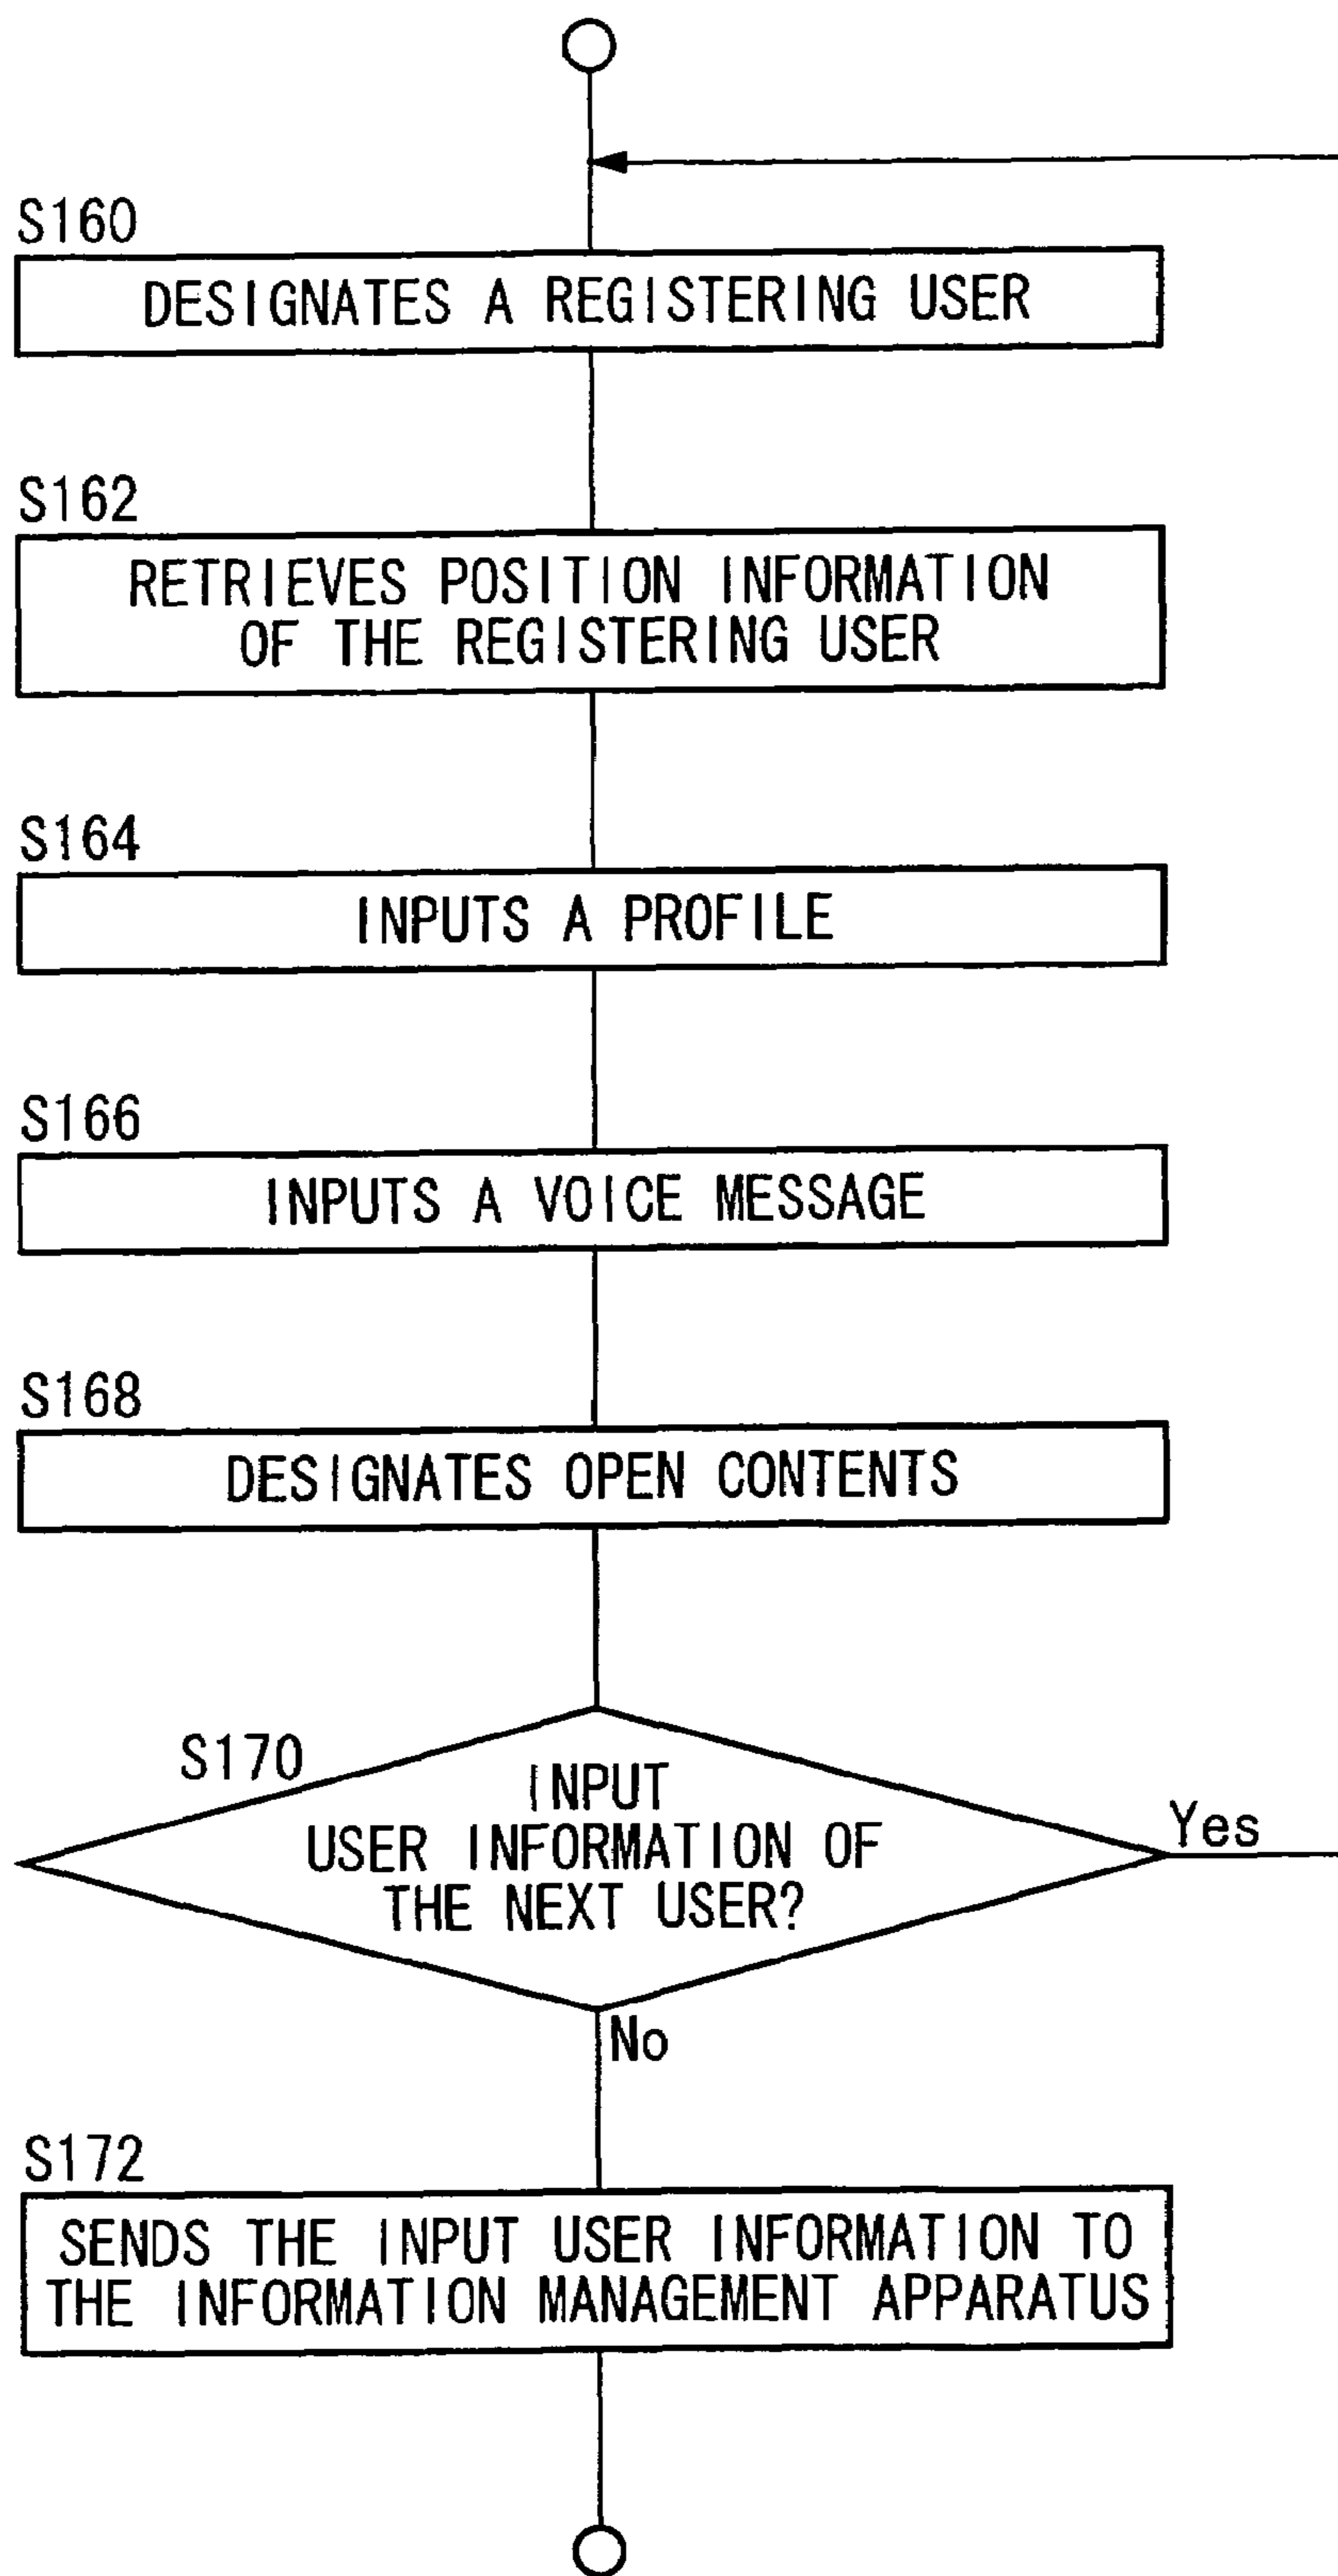 S160
DESIGNATES A REGISTERING USER
S162
RETRIEVES POSITION INFORMATION
OF THE REGISTERING USER
S164
INPUTS A PROFILE
S166
INPUTS A VOICE MESSAGE
S168
DESIGNATES OPEN CONTENTS
S170
INPUT
USER INFORMATION OF
THE NEXT USER?
Yes
No
S172
SENDS THE INPUT USER INFORMATION TO
THE INFORMATION MANAGEMENT APPARATUS